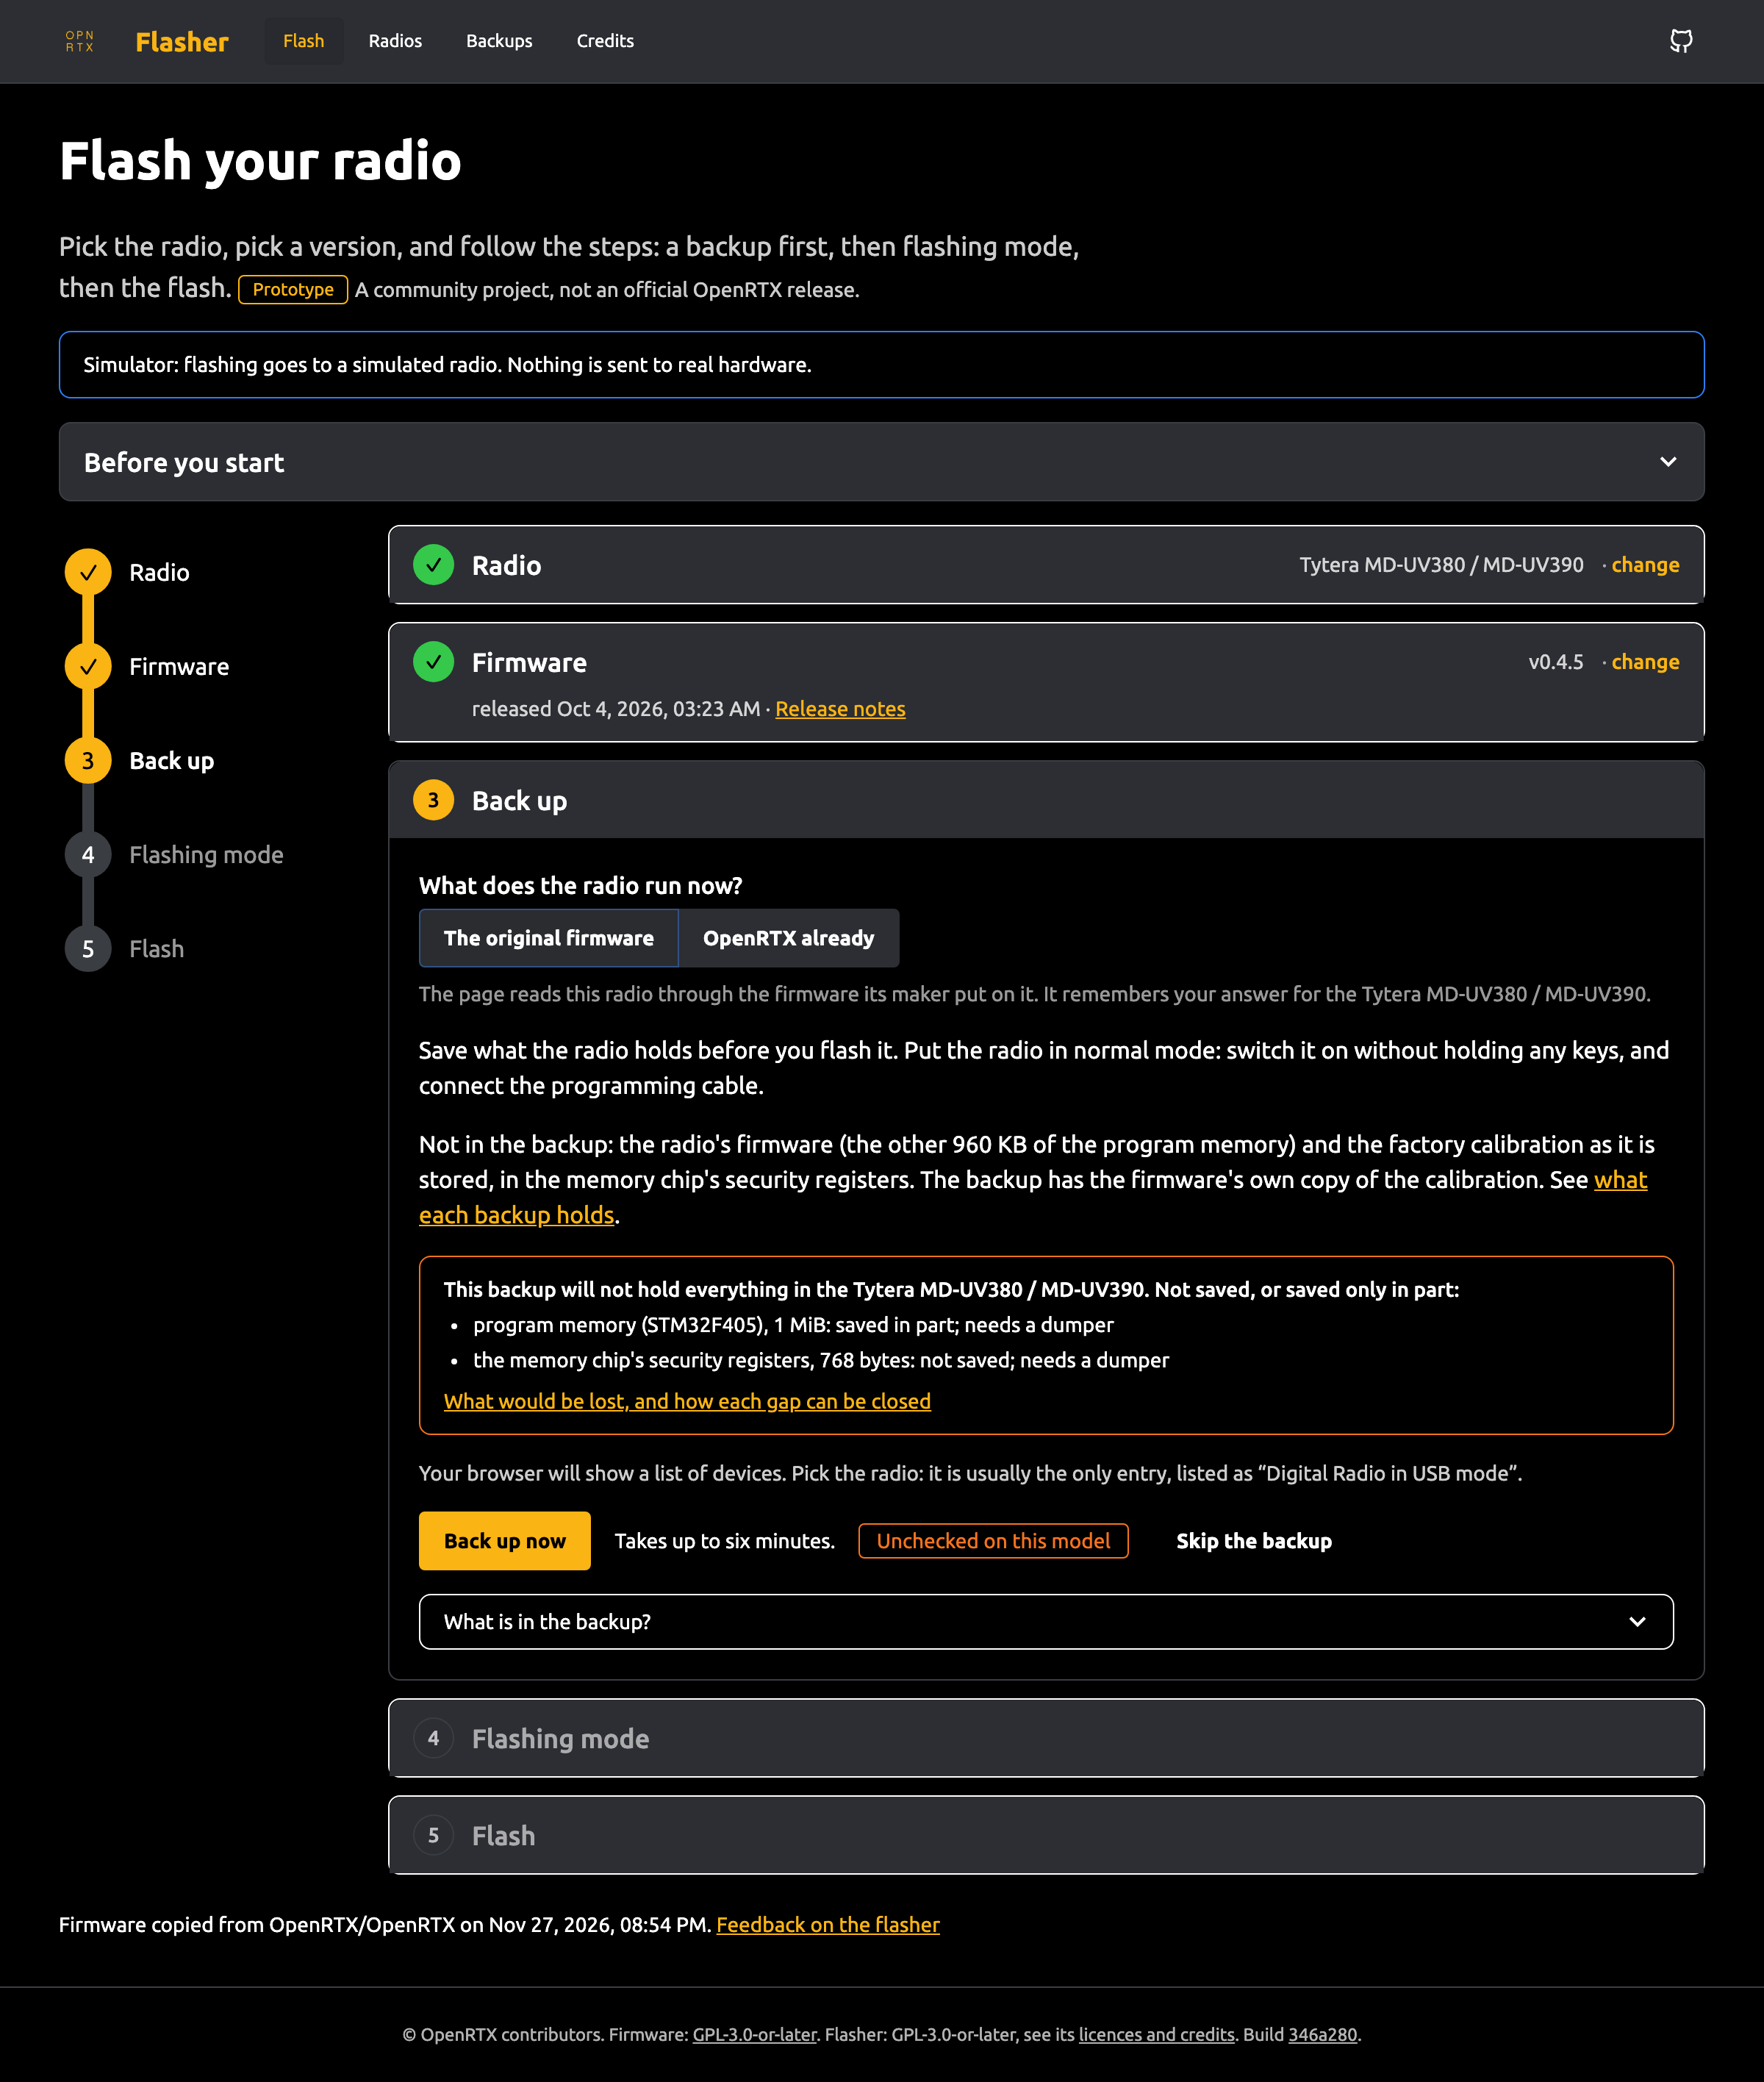 OPN
RTX
Flasher
Flash
Radios
Backups
Credits
Flash your radio
Pick the radio, pick a version, and follow the steps: a backup first, then flashing mode,
then the flash. Prototype A community project, not an official OpenRTX release.
Simulator: flashing goes to a simulated radio. Nothing is sent to real hardware.
Before you start
Radio
Firmware
3 Back up
4 Flashing mode
5 Flash
Radio
Tytera MD-UV380 / MD-UV390 · change
Firmware
v0.4.5 · change
released Oct 4, 2026, 03:23 AM · Release notes
3 Back up
What does the radio run now?
The original firmware
OpenRTX already
The page reads this radio through the firmware its maker put on it. It remembers your answer for the Tytera MD-UV380 / MD-UV390.
Save what the radio holds before you flash it. Put the radio in normal mode: switch it on without holding any keys, and
connect the programming cable.
Not in the backup: the radio's firmware (the other 960 KB of the program memory) and the factory calibration as it is
stored, in the memory chip's security registers. The backup has the firmware's own copy of the calibration. See what
each backup holds.
This backup will not hold everything in the Tytera MD-UV380 / MD-UV390. Not saved, or saved only in part:
• program memory (STM32F405), 1 MiB: saved in part; needs a dumper
• the memory chip's security registers, 768 bytes: not saved; needs a dumper
What would be lost, and how each gap can be closed
Your browser will show a list of devices. Pick the radio: it is usually the only entry, listed as “Digital Radio in USB mode”.
Back up now
Takes up to six minutes.
Unchecked on this model
Skip the backup
What is in the backup?
4 Flashing mode
5 Flash
Firmware copied from OpenRTX/OpenRTX on Nov 27, 2026, 08:54 PM. Feedback on the flasher
© OpenRTX contributors. Firmware: GPL-3.0-or-later. Flasher: GPL-3.0-or-later, see its licences and credits. Build 346a280.